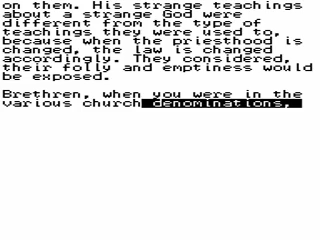 on them. His strange teachings
about a strange God were
different from the type of
teachings they were used to,
because when the priesthood is
changed, the law is changed
accordingly. They considered,
their folly and emptiness would
be exposed.
Brethren, when you were in the
various church denominations,